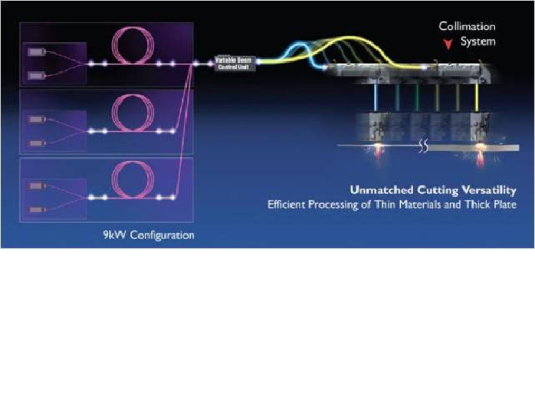 Collimation
System
Variable Beam
Control Unit
Unmatched Cutting Versatility
Efficient Processing of Thin Materials and Thick Plate
9kW Configuration